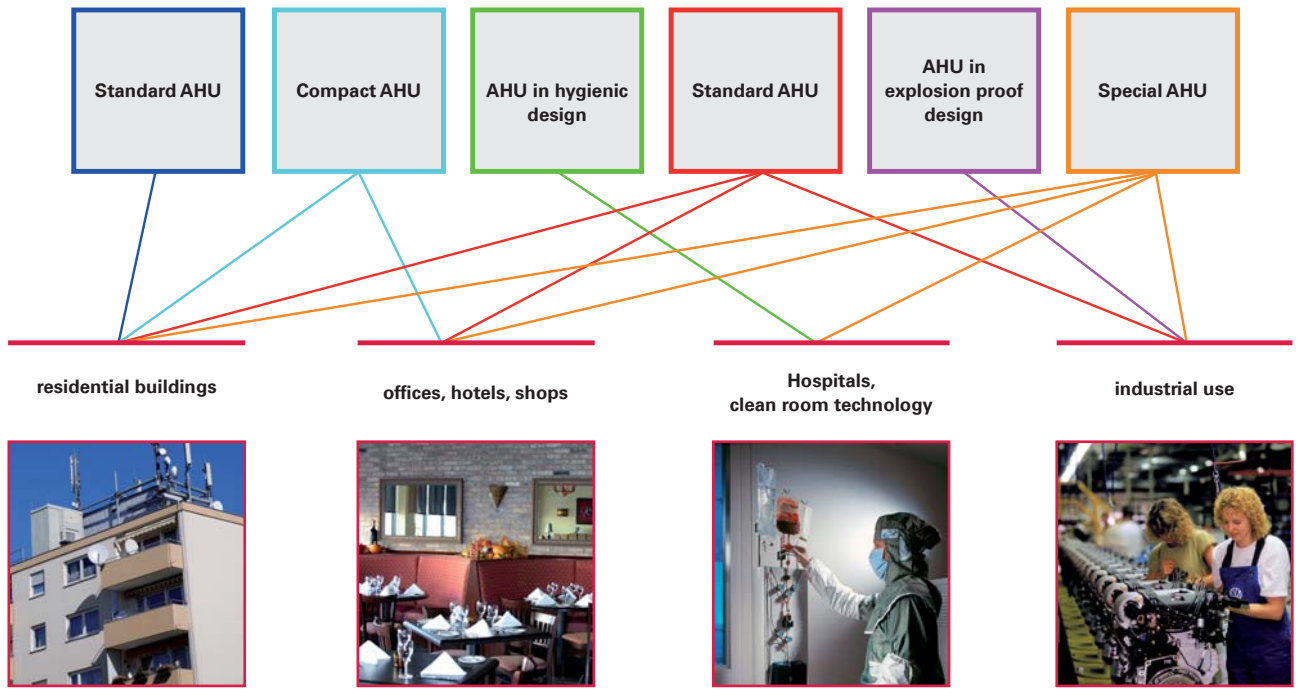 Standard AHU
Compact AHU
AHU in hygienic
design
Standard AHU
AHU in
explosion proof
design
Special AHU
residential buildings
offices, hotels, shops
Hospitals,
clean room technology
industrial use